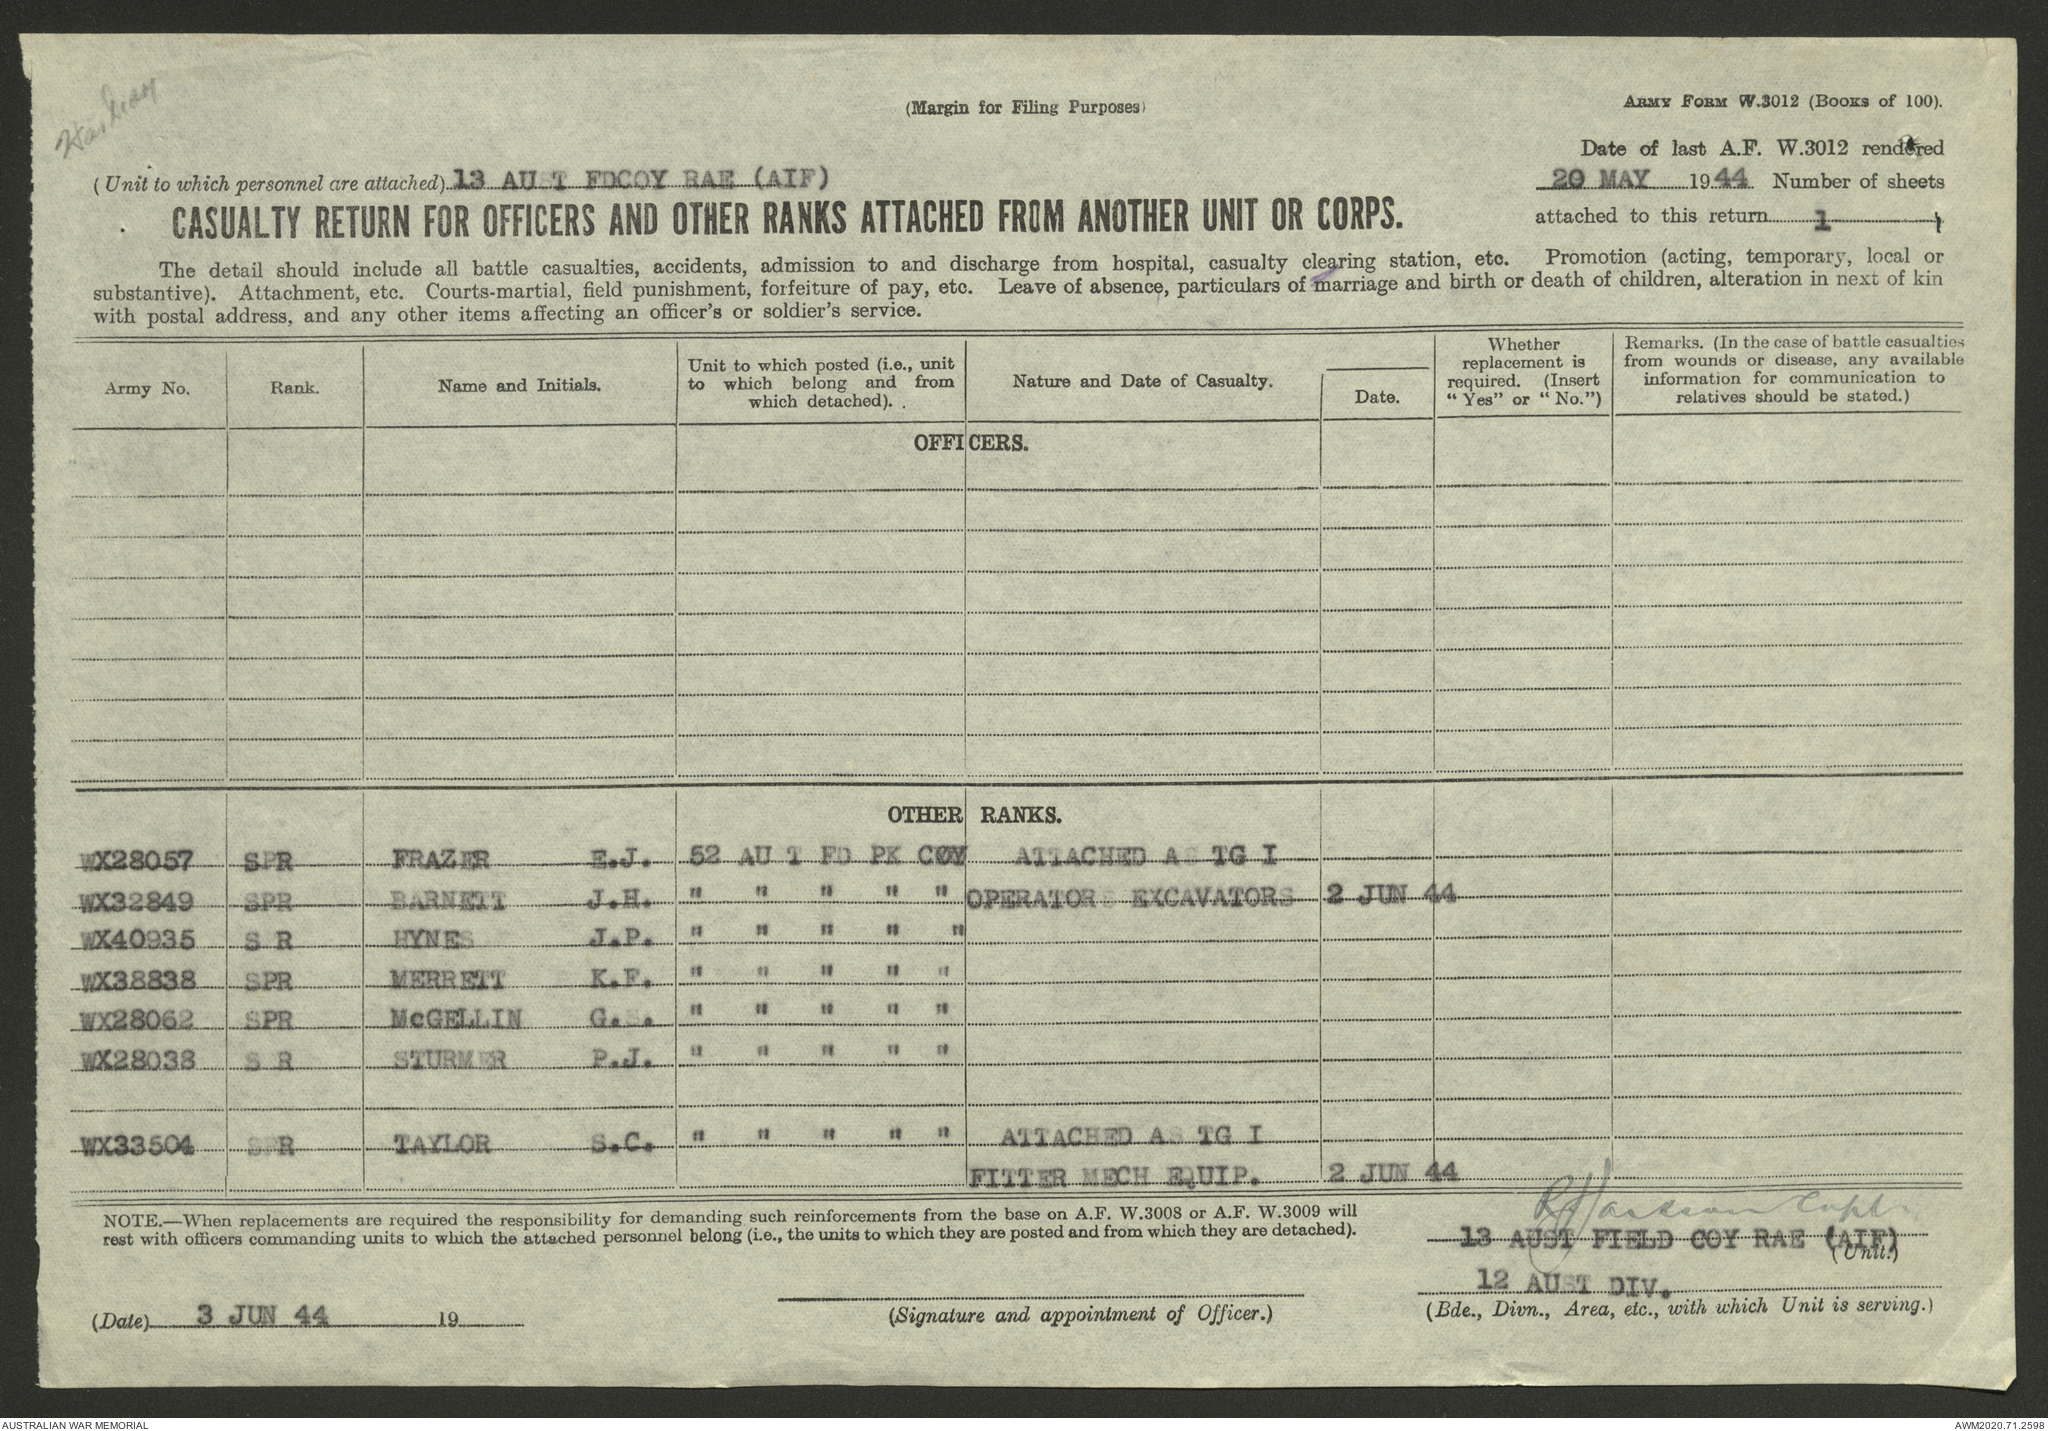 War Diary
(Margin for Filing Purposes)
ARMY FORM W.3012 (BOOKS OF 100).
Date of last A.F. W.3012 rendered
20 MAY 1944 Number of sheets
attached to this return 1
(Unit to which personnel are attached) 13 AUST FDCOY RAE (AIF)
CASUALTY RETURN FOR OFFICERS AND OTHER RANKS ATTACHED FROM ANOTHER UNIT OR CORPS.
The detail should include all battle casualties, accidents, admission to and discharge from hospital, casualty clearing station, etc. Promotion (acting, temporary, local or
substantive). Attachment, etc. Courts-martial, field punishment, forfeiture of pay, etc. Leave of absence, particulars of marriage and birth or death of children, alteration in next of kin
with postal address, and any other items affecting an officer's or soldier's service.
Army No.
Rank.
Name and Initials.
Unit to which posted (i.e., unit
to which belong and from
which detached).
Nature and Date of Casualty.
Date.
Whether
replacement is
required. (Insert
"Yes" or "No.")
Remarks. (In the case of battle casualties
from wounds or disease, any available
information for communication to
relatives should be stated.)
OFFICERS.
OTHER RANKS.
WX28057 SPR FRAZER E.J. 52 AU T FD PK COY ATTACHED AS TG I
WX32849 SPR BARNETT J.H. " " " " " OPERATORS EXCAVATORS 2 JUN 44
WX40935 S R HYNES J.P. " " " " "
WX38838 SPR MERRETT K.F. " " " " "
WX28062 SPR McGELLIN G.S. " " " " "
WX28038 S R STURMER P.J. " " " " "
WX33504 SPR TAYLOR S.C. " " " " " ATTACHED AS TG I
FITTER MECH EQUIP. 2 JUN 44
NOTE.—When replacements are required the responsibility for demanding such reinforcements from the base on A.F. W.3008 or A.F. W.3009 will
rest with officers commanding units to which the attached personnel belong (i.e., the units to which they are posted and from which they are detached).
Capt
13 AUST FIELD COY RAE (AIF)
(Unit.)
12 AUST DIV.
(Bde., Divn., Area, etc., with which Unit is serving.)
(Signature and appointment of Officer.)
(Date) 3 JUN 44 19
AUSTRALIAN WAR MEMORIAL
AWM2020.71.2598